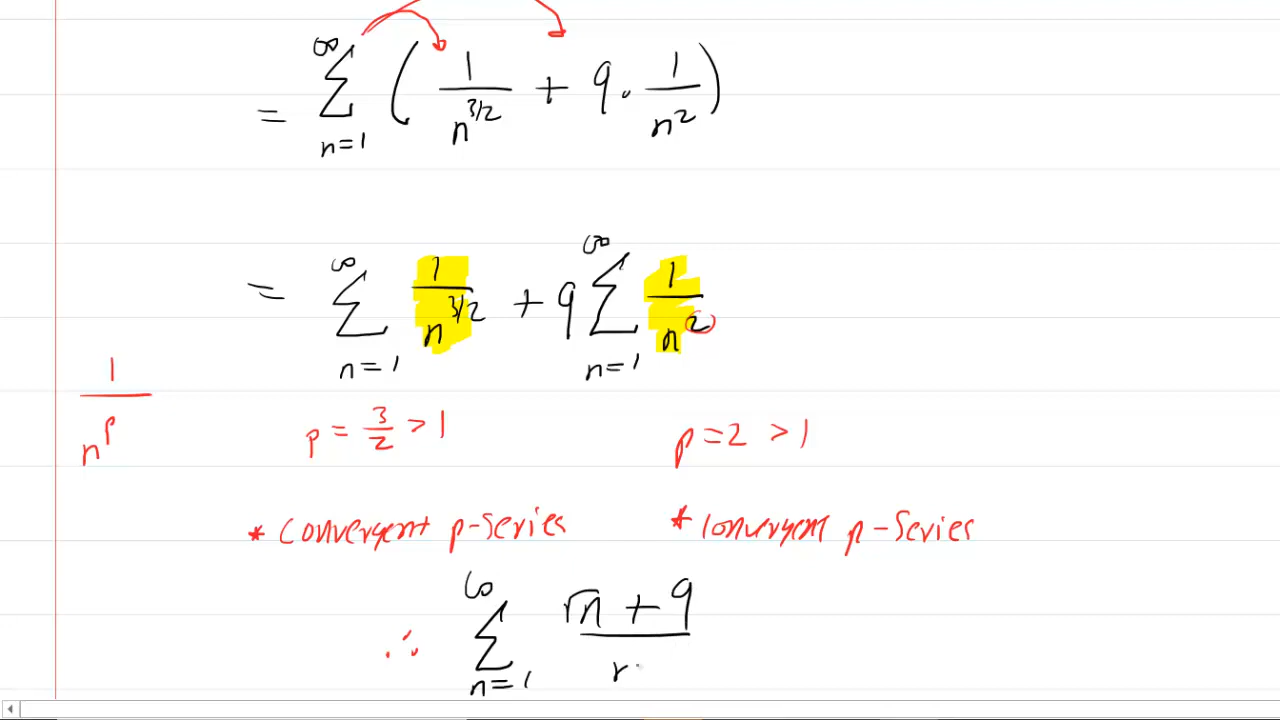 = ∞ ∑ n=1 ( 1/n^3/2 + 9 · 1/n^2 )
= ∞ ∑ n=1 1/n^3/2 + 9 ∞ ∑ n=1 1/n^2
1/n^p
p = 3/2 > 1 p = 2 > 1
* Convergent p-Series * Convergent p-Series
∴ ∞ ∑ n=1 √n + 9